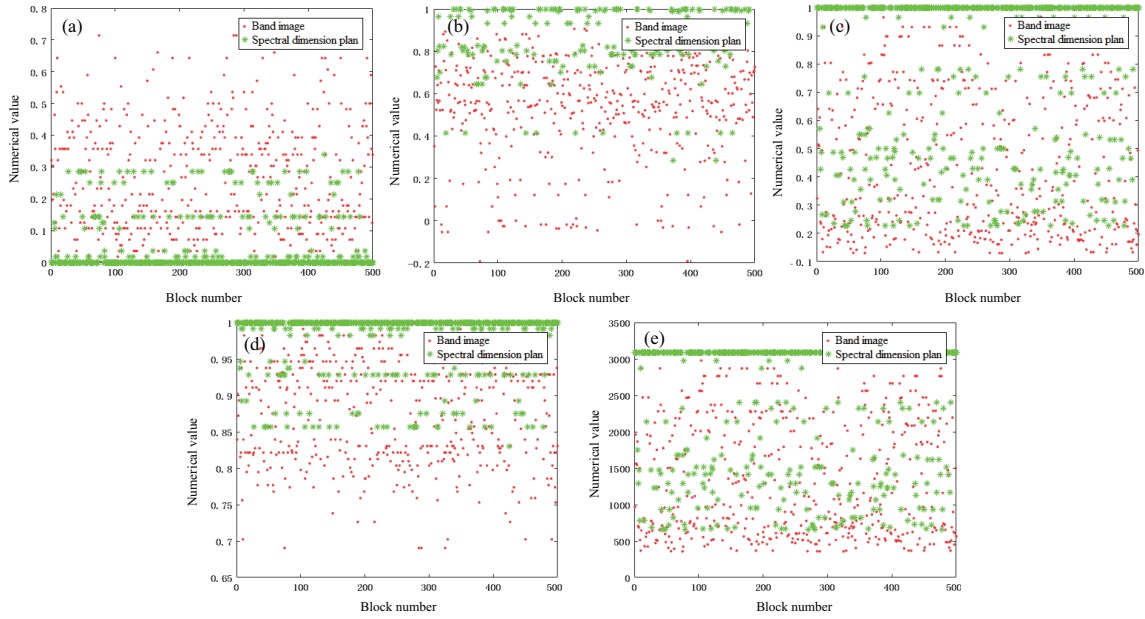 (a)
Band image
Spectral dimension plan
0. 8
0. 7
0. 6
0. 5
0. 4
0. 3
0. 2
0. 1
0
Numerical value
0
100
200
300
400
500
Block number
(b)
Band image
Spectral dimension plan
1
0. 8
0. 6
0. 4
0. 2
0
- 0. 2
Numerical value
0
100
200
300
400
500
Block number
(c)
Band image
Spectral dimension plan
1
0. 9
0. 8
0. 7
0. 6
0. 5
0. 4
0. 3
0. 2
- 0. 1
Numerical value
0
100
200
300
400
500
Block number
(d)
Band image
Spectral dimension plan
1
0. 95
0. 9
0. 85
0. 8
0. 75
0. 7
0. 65
Numerical value
0
100
200
300
400
500
Block number
(e)
Band image
Spectral dimension plan
3500
3000
2500
2000
1500
1000
500
0
Numerical value
0
100
200
300
400
500
Block number